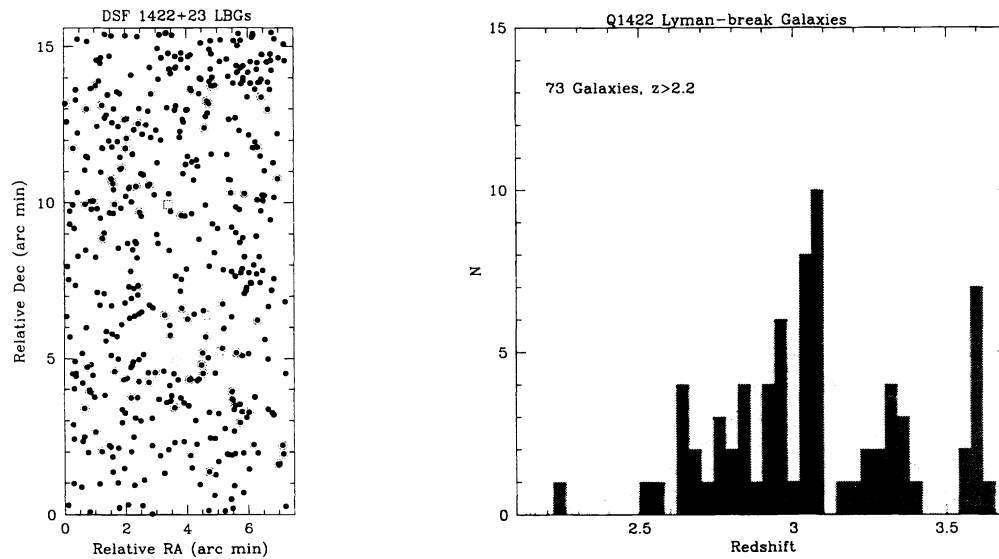 DSF 1422+23 LBGs
15
10
5
0
Relative Dec (arc min)
0
2
4
6
Relative RA (arc min)
Q1422 Lyman-break Galaxies
73 Galaxies, z>2.2
15
10
5
0
N
2.5
3
3.5
Redshift